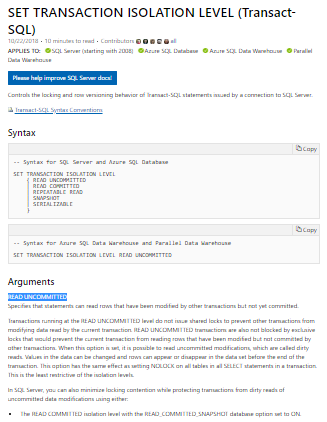 SET TRANSACTION ISOLATION LEVEL (Transact-
SQL)
10/22/2018 • 10 minutes to read • Contributors all
APPLIES TO: SQL Server (starting with 2008) Azure SQL Database Azure SQL Data Warehouse Parallel
Data Warehouse
Please help improve SQL Server docs!
Controls the locking and row versioning behavior of Transact-SQL statements issued by a connection to SQL Server.
Transact-SQL Syntax Conventions
Syntax
Copy
-- Syntax for SQL Server and Azure SQL Database
SET TRANSACTION ISOLATION LEVEL
{ READ UNCOMMITTED
| READ COMMITTED
| REPEATABLE READ
| SNAPSHOT
| SERIALIZABLE
}
Copy
-- Syntax for Azure SQL Data Warehouse and Parallel Data Warehouse
SET TRANSACTION ISOLATION LEVEL READ UNCOMMITTED
Arguments
READ UNCOMMITTED
Specifies that statements can read rows that have been modified by other transactions but not yet committed.
Transactions running at the READ UNCOMMITTED level do not issue shared locks to prevent other transactions from
modifying data read by the current transaction. READ UNCOMMITTED transactions are also not blocked by exclusive
locks that would prevent the current transaction from reading rows that have been modified but not committed by
other transactions. When this option is set, it is possible to read uncommitted modifications, which are called dirty
reads. Values in the data can be changed and rows can appear or disappear in the data set before the end of the
transaction. This option has the same effect as setting NOLOCK on all tables in all SELECT statements in a transaction.
This is the least restrictive of the isolation levels.
In SQL Server, you can also minimize locking contention while protecting transactions from dirty reads of
uncommitted data modifications using either:
• The READ COMMITTED isolation level with the READ_COMMITTED_SNAPSHOT database option set to ON.